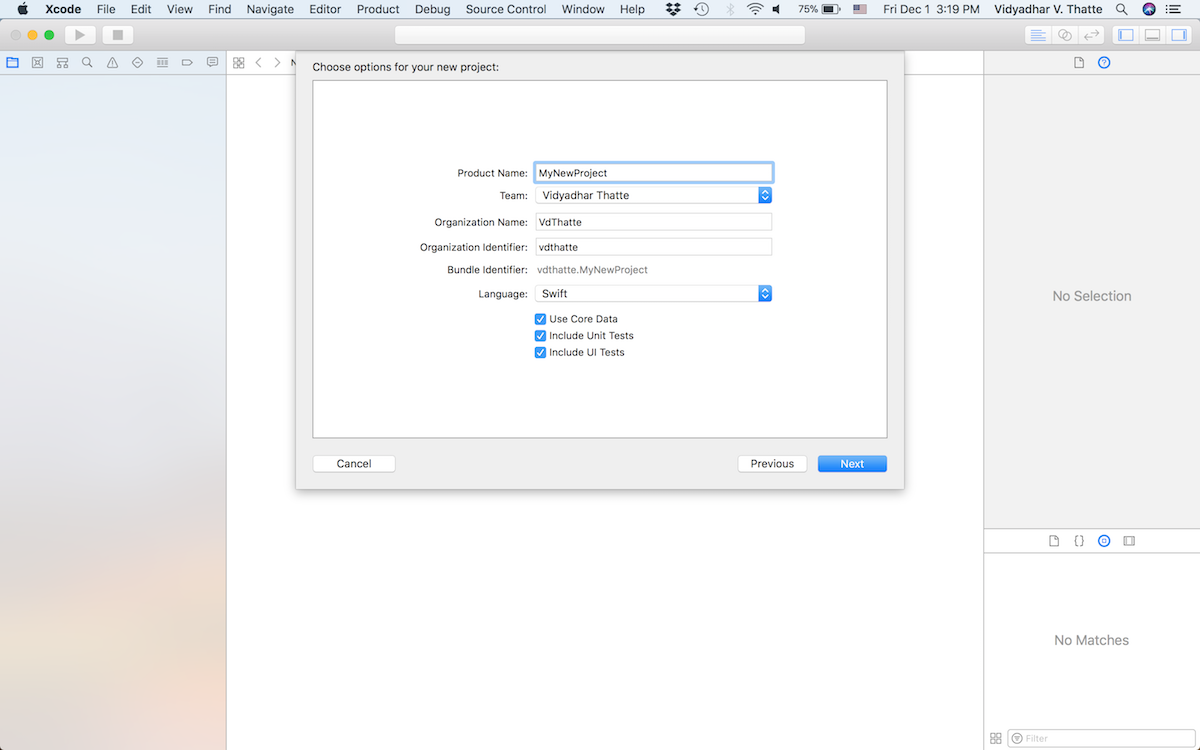 Xcode File Edit View Find Navigate Editor Product Debug Source Control Window Help 75% Fri Dec 1 3:19 PM Vidyadhar V. Thatte
Choose options for your new project:
Product Name: MyNewProject
Team: Vidyadhar Thatte
Organization Name: VdThatte
Organization Identifier: vdthatte
Bundle Identifier: vdthatte.MyNewProject
Language: Swift
Use Core Data
Include Unit Tests
Include UI Tests
Cancel Previous Next
No Selection
No Matches
Filter